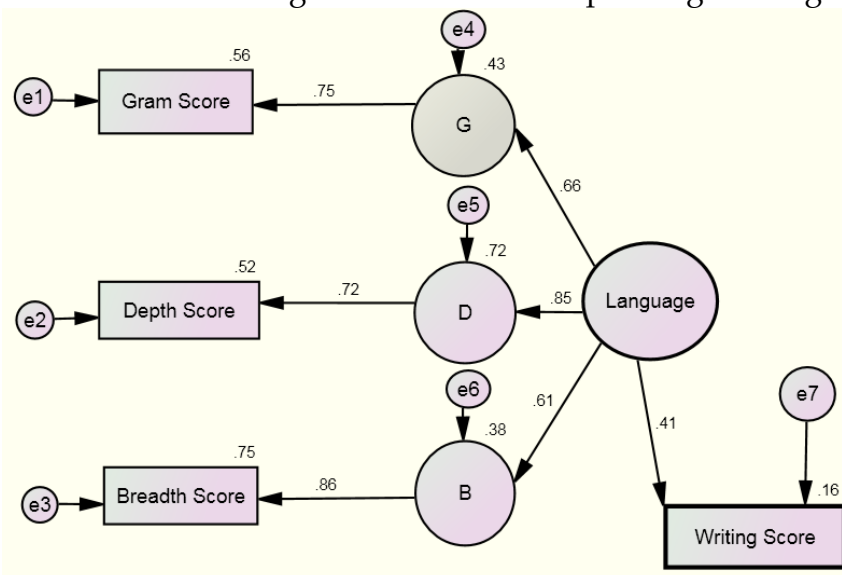 e4
.56
.43
e1
Gram Score
.75
G
.66
e5
.72
.52
.72
Language
e2
Depth Score
D
.85
e6
e7
.61
.41
.38
.75
.86
B
e3
Breadth Score
.16
Writing Score